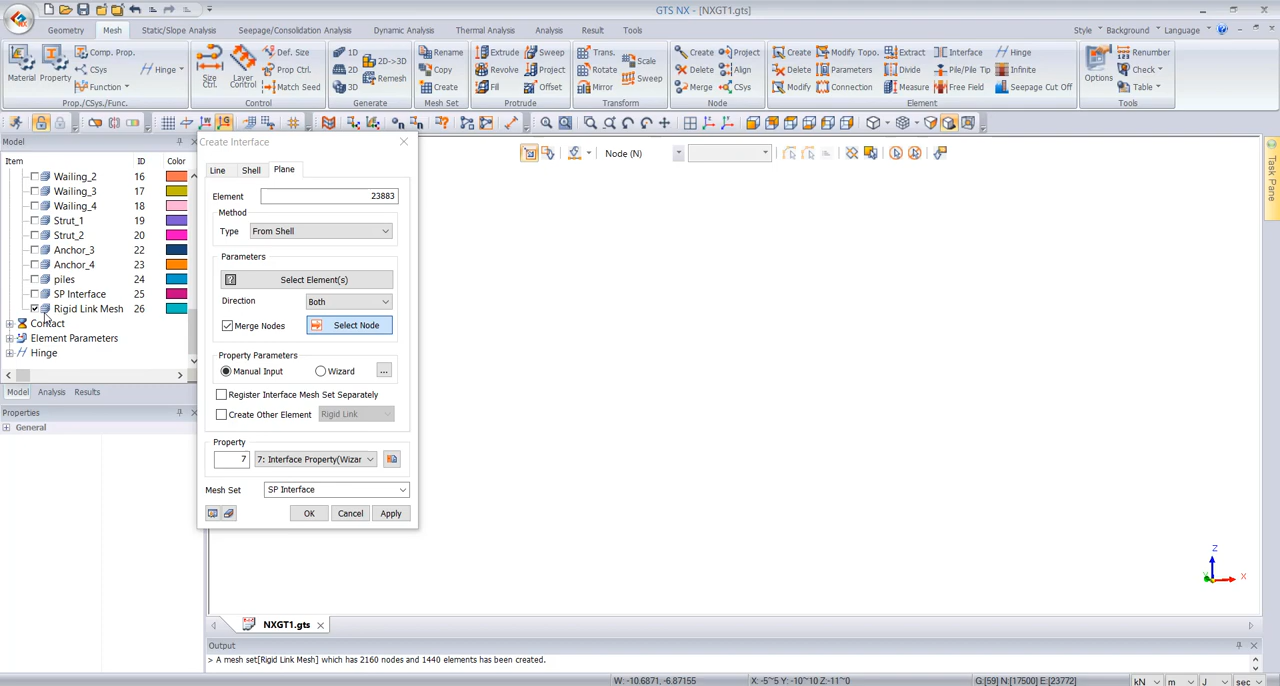 GTS NX - [NXGT1.gts]
Geometry Mesh Static/Slope Analysis Seepage/Consolidation Analysis Dynamic Analysis Thermal Analysis Analysis Result Tools Style Background Language
Comp. Prop. Def. Size 1D 2D->3D Rename Extrude Sweep Translate Create Project Create Modify Topo. Extract Interface Hinge Renumber
Material Property CSys Hinge Size Ctrl. Layer Control Prop Ctrl. 2D Remesh Copy Revolve Project Rotate Scale Delete Align Delete Parameters Divide Pile/Pile Tip Infinite Options Check
Function Match Seed 3D Create Fill Offset Mirror Sweep Merge CSys Modify Connection Measure Free Field Seepage Cut Off Table
Prop./CSys./Func. Control Generate Mesh Set Protrude Transform Node Element Tools
Model
Item ID Color
Wailing_2 16
Wailing_3 17
Wailing_4 18
Strut_1 19
Strut_2 20
Anchor_3 22
Anchor_4 23
piles 24
SP Interface 25
Rigid Link Mesh 26
Contact
Element Parameters
Hinge
Model Analysis Results
Properties
General
Create Interface
Line Shell Plane
Element 23883
Method
Type From Shell
Parameters
Select Element(s)
Direction Both
Merge Nodes Select Node
Property Parameters
Manual Input Wizard ...
Register Interface Mesh Set Separately
Create Other Element Rigid Link
Property
7 7: Interface Property(Wizar
Mesh Set SP Interface
OK Cancel Apply
Node (N)
Task Pane
Z
X
NXGT1.gts
Output
> A mesh set[Rigid Link Mesh] which has 2160 nodes and 1440 elements has been created.
W: -10.6871, -6.87155 X: -5~5 Y: -10~10 Z:-11~0 G:[59] N:[17500] E:[23772] kN m J sec